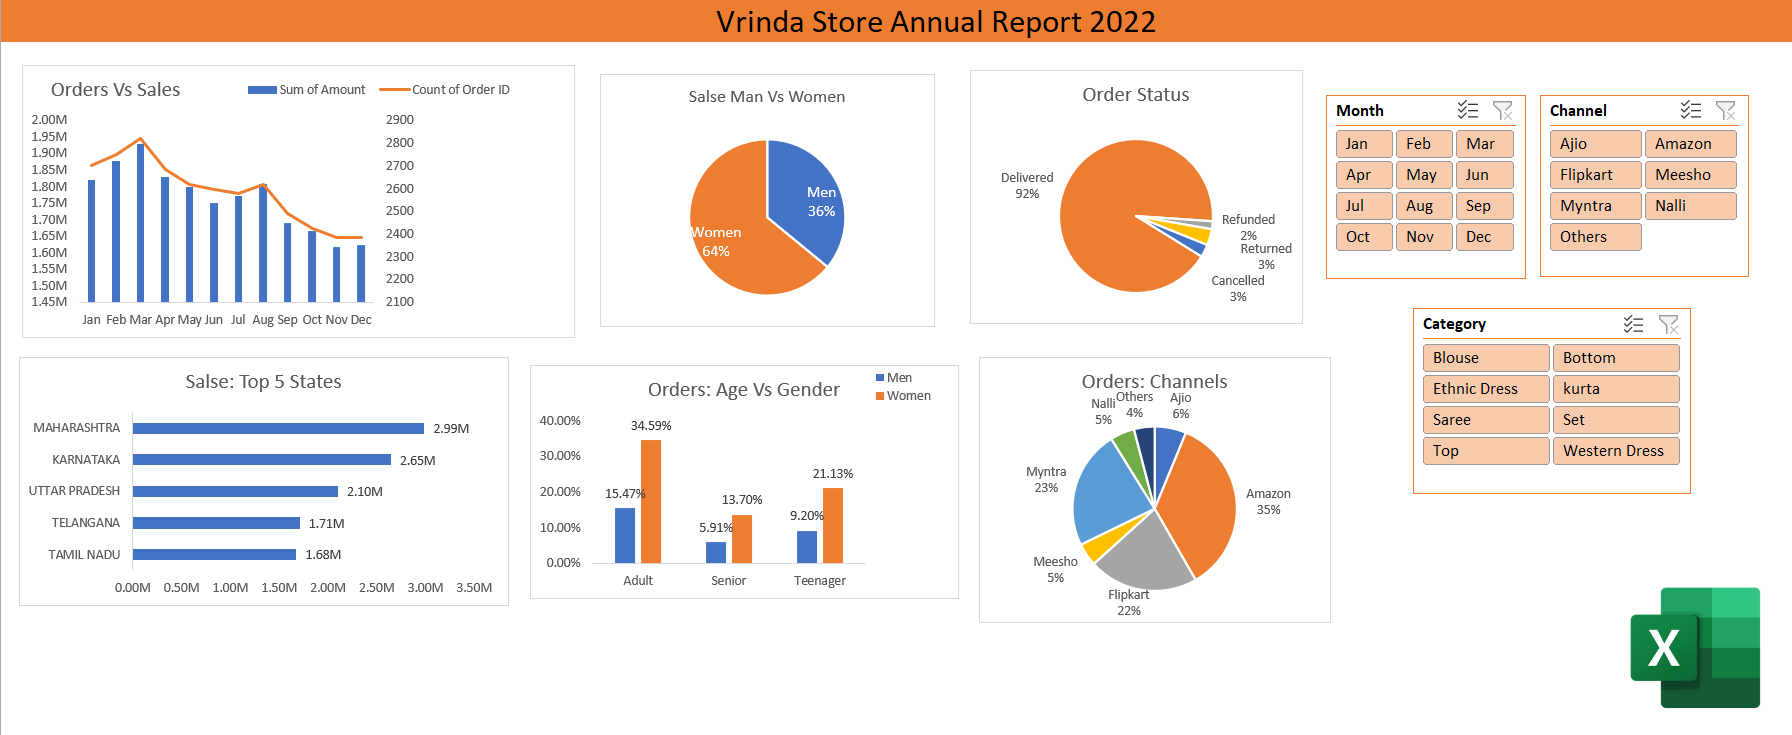 Vrinda Store Annual Report 2022
Orders Vs Sales
Sum of Amount
Count of Order ID
2.00M
1.95M
1.90M
1.85M
1.80M
1.75M
1.70M
1.65M
1.60M
1.55M
1.50M
1.45M
2900
2800
2700
2600
2500
2400
2300
2200
2100
Jan Feb Mar Apr May Jun Jul Aug Sep Oct Nov Dec
Salse Man Vs Women
Men
36%
Women
64%
Order Status
Delivered
92%
Refunded
2%
Returned
3%
Cancelled
3%
Month
Jan Feb Mar
Apr May Jun
Jul Aug Sep
Oct Nov Dec
Channel
Ajio Amazon
Flipkart Meesho
Myntra Nalli
Others
Category
Blouse Bottom
Ethnic Dress kurta
Saree Set
Top Western Dress
Salse: Top 5 States
MAHARASHTRA 2.99M
KARNATAKA 2.65M
UTTAR PRADESH 2.10M
TELANGANA 1.71M
TAMIL NADU 1.68M
0.00M 0.50M 1.00M 1.50M 2.00M 2.50M 3.00M 3.50M
Orders: Age Vs Gender
Men
Women
40.00%
30.00%
20.00%
10.00%
0.00%
15.47%
34.59%
5.91%
13.70%
9.20%
21.13%
Adult Senior Teenager
Orders: Channels
Nalli
5%
Others
4%
Ajio
6%
Myntra
23%
Amazon
35%
Meesho
5%
Flipkart
22%
X